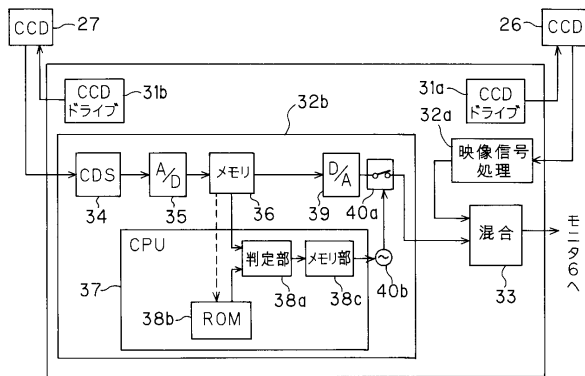 CCD
27
26
CCD
CCD
ドライブ
31b
31a
CCD
ドライブ
32b
32a
映像信号
処理
CDS
34
A/D
35
メモリ
36
D/A
39
40a
混合
33
モニタ6へ
CPU
37
判定部
38a
メモリ部
38c
40b
38b
ROM